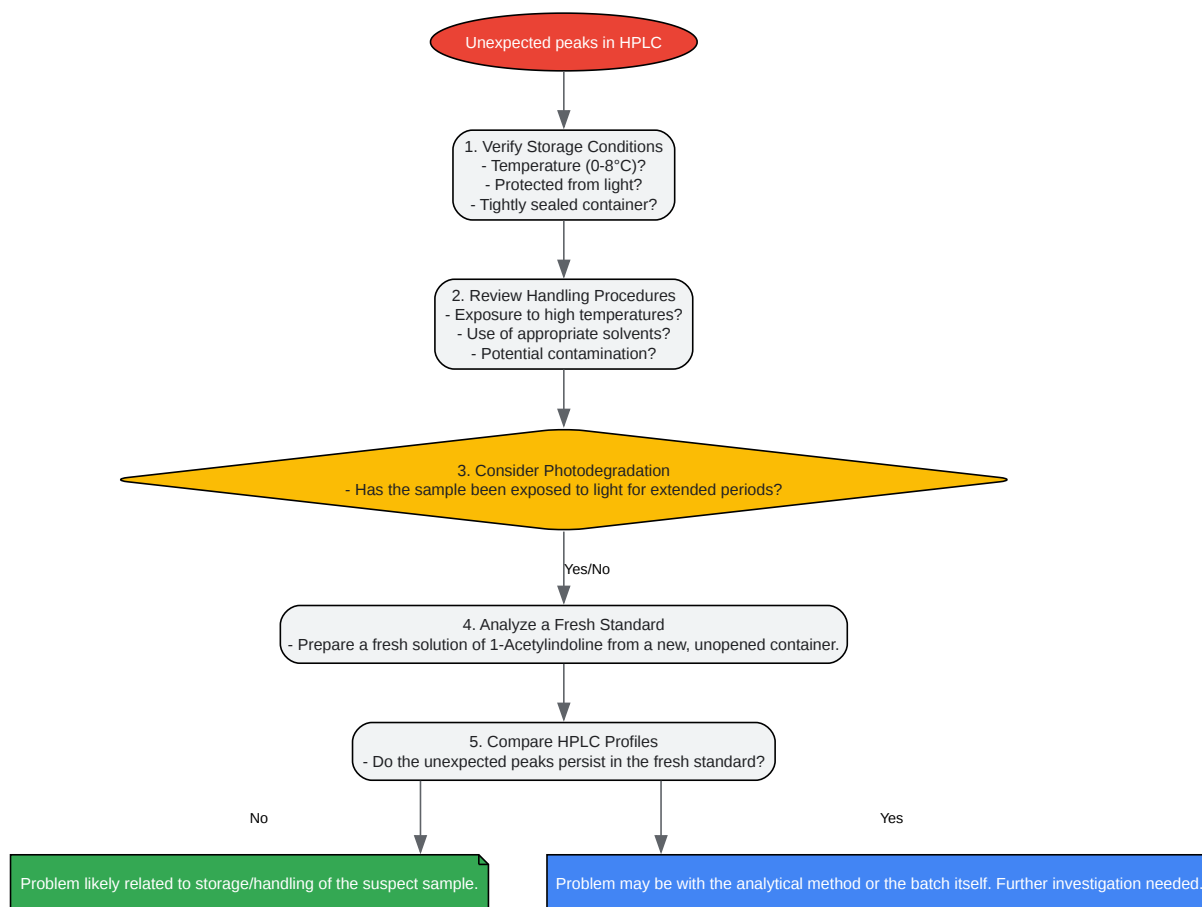 Unexpected peaks in HPLC
1. Verify Storage Conditions
- Temperature (0-8°C)?
- Protected from light?
- Tightly sealed container?
2. Review Handling Procedures
- Exposure to high temperatures?
- Use of appropriate solvents?
- Potential contamination?
3. Consider Photodegradation
- Has the sample been exposed to light for extended periods?
Yes/No
4. Analyze a Fresh Standard
- Prepare a fresh solution of 1-Acetylindoline from a new, unopened container.
5. Compare HPLC Profiles
- Do the unexpected peaks persist in the fresh standard?
No
Yes
Problem likely related to storage/handling of the suspect sample.
Problem may be with the analytical method or the batch itself. Further investigation needed.